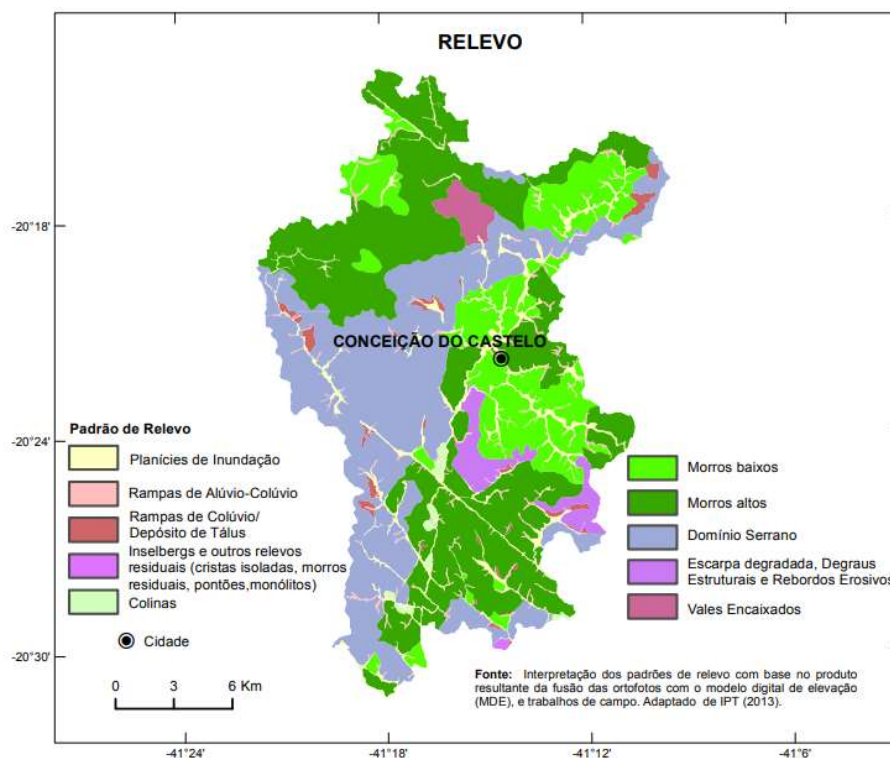 RELEVO
-20°18'
CONCEIÇÃO DO CASTELO
-20°24'
Padrão de Relevo
Planícies de Inundação
Rampas de Alúvio-Colúvio
Rampas de Colúvio/
Depósito de Tálus
Inselbergs e outros relevos
residuais (cristas isoladas, morros
residuais, pontões,monólitos)
Colinas
Cidade
0 3 6 Km
-20°30'
Morros baixos
Morros altos
Domínio Serrano
Escarpa degradada, Degraus
Estruturais e Rebordos Erosivos
Vales Encaixados
Fonte: Interpretação dos padrões de relevo com base no produto
resultante da fusão das ortofotos com o modelo digital de elevação
(MDE), e trabalhos de campo. Adaptado de IPT (2013).
-41°24' -41°18' -41°12' -41°6'